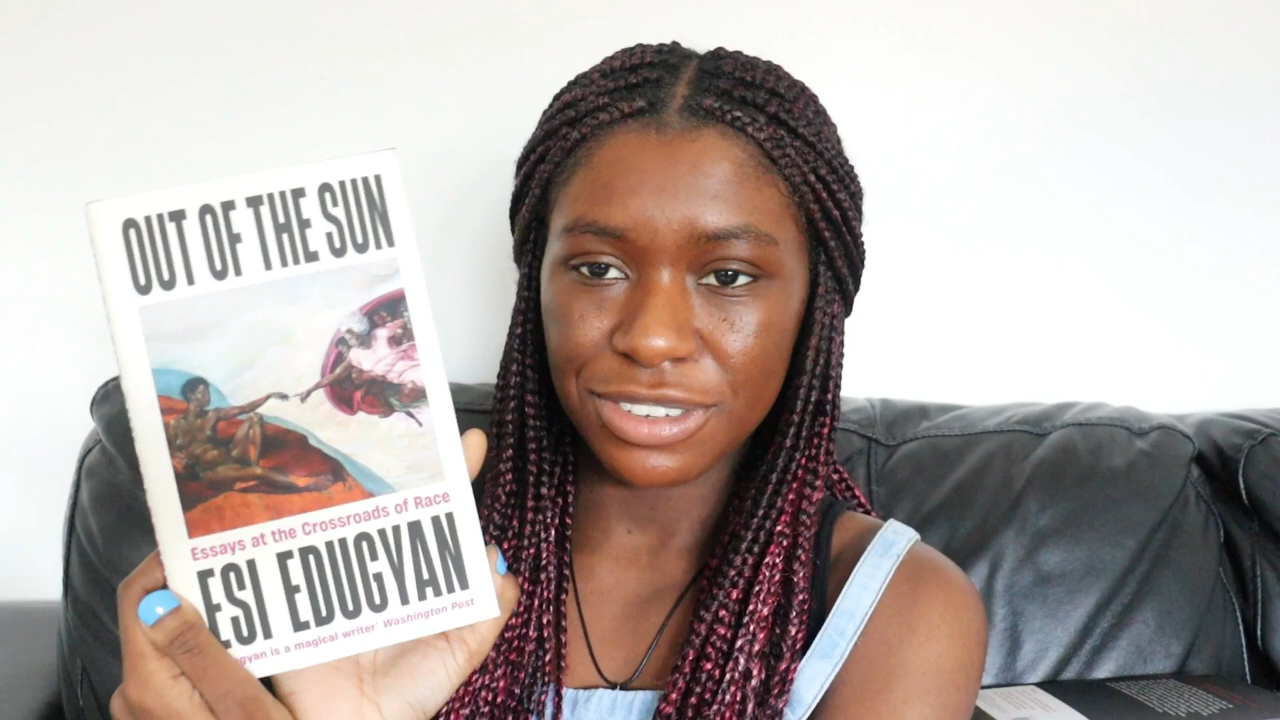 OUT OF THE SUN
Essays at the Crossroads of Race
ESI EDUGYAN
is a magical writer' Washington Post